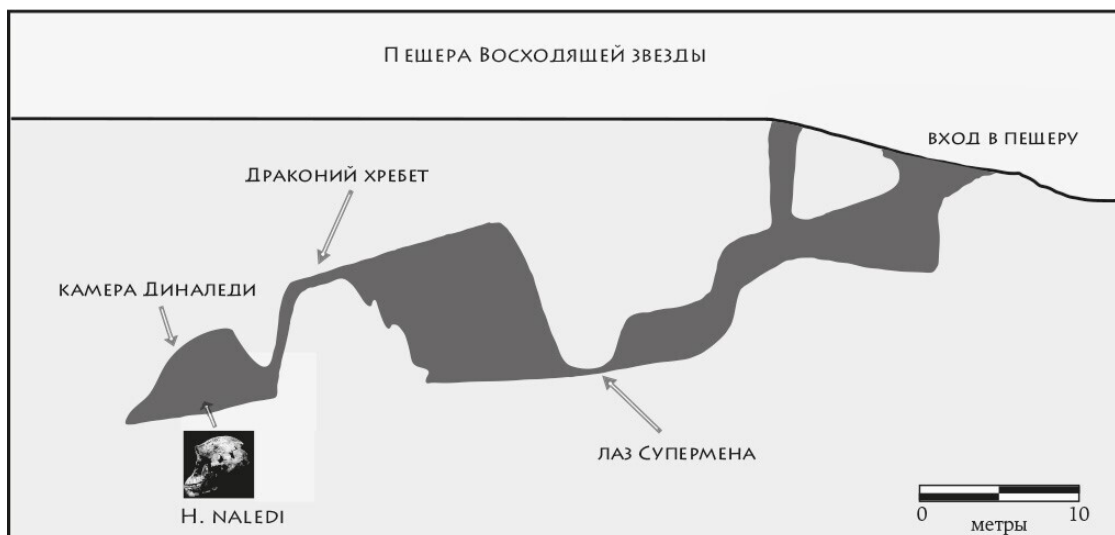 Пещера Восходящей звезды
вход в пещеру
Драконий хребет
камера Диналеди
лаз Супермена
H. naledi
0 10
метры